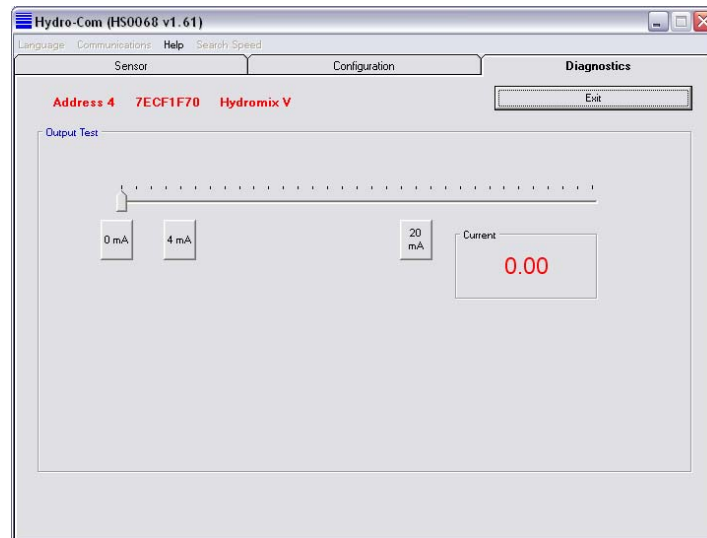 Hydro-Com (HS0068 v1.61)
Language Communications Help Search Speed
Sensor Configuration Diagnostics
Address 4 7ECF1F70 Hydromix V Exit
Output Test
0 mA 4 mA 20 mA
Current
0.00